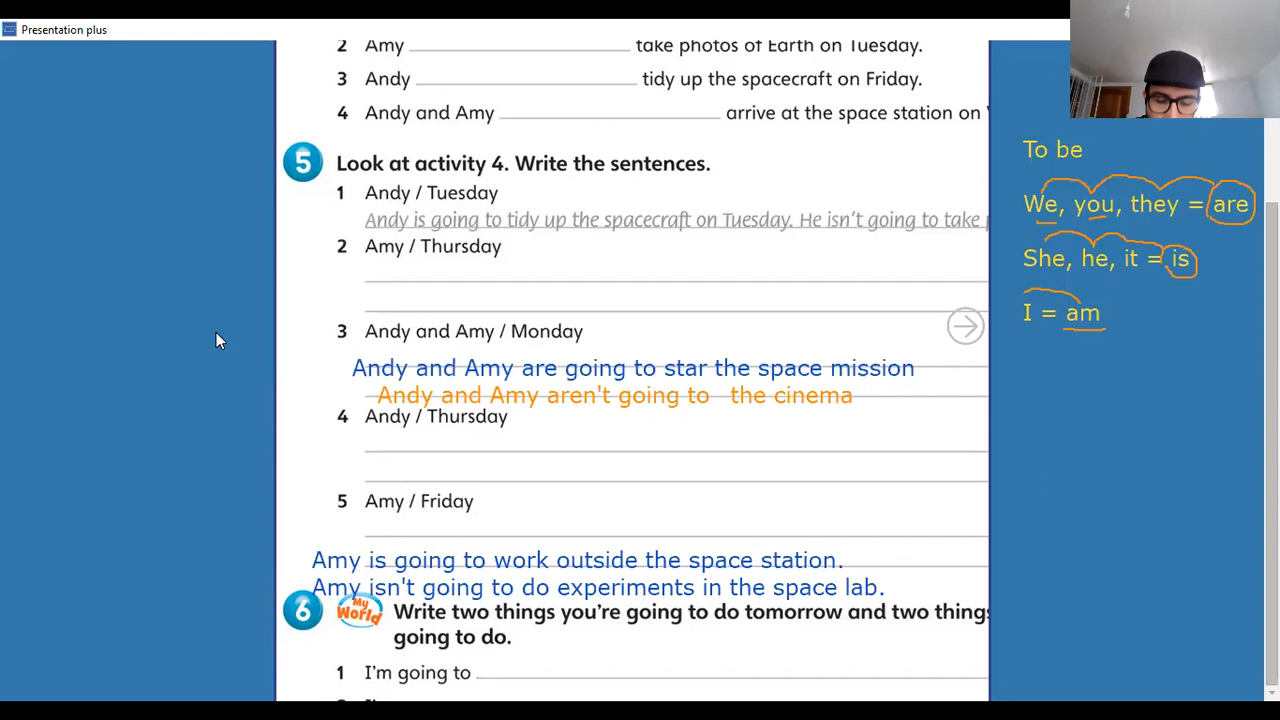 Presentation plus
2 Amy ____ take photos of Earth on Tuesday.
3 Andy ____ tidy up the spacecraft on Friday.
4 Andy and Amy ____ arrive at the space station on
5 Look at activity 4. Write the sentences.
1 Andy / Tuesday
Andy is going to tidy up the spacecraft on Tuesday. He isn't going to take
2 Amy / Thursday
3 Andy and Amy / Monday
Andy and Amy are going to star the space mission
Andy and Amy aren't going to the cinema
4 Andy / Thursday
5 Amy / Friday
Amy is going to work outside the space station.
Amy isn't going to do experiments in the space lab.
6 My World Write two things you're going to do tomorrow and two things
going to do.
1 I'm going to
To be
We, you, they = are
She, he, it = is
I = am